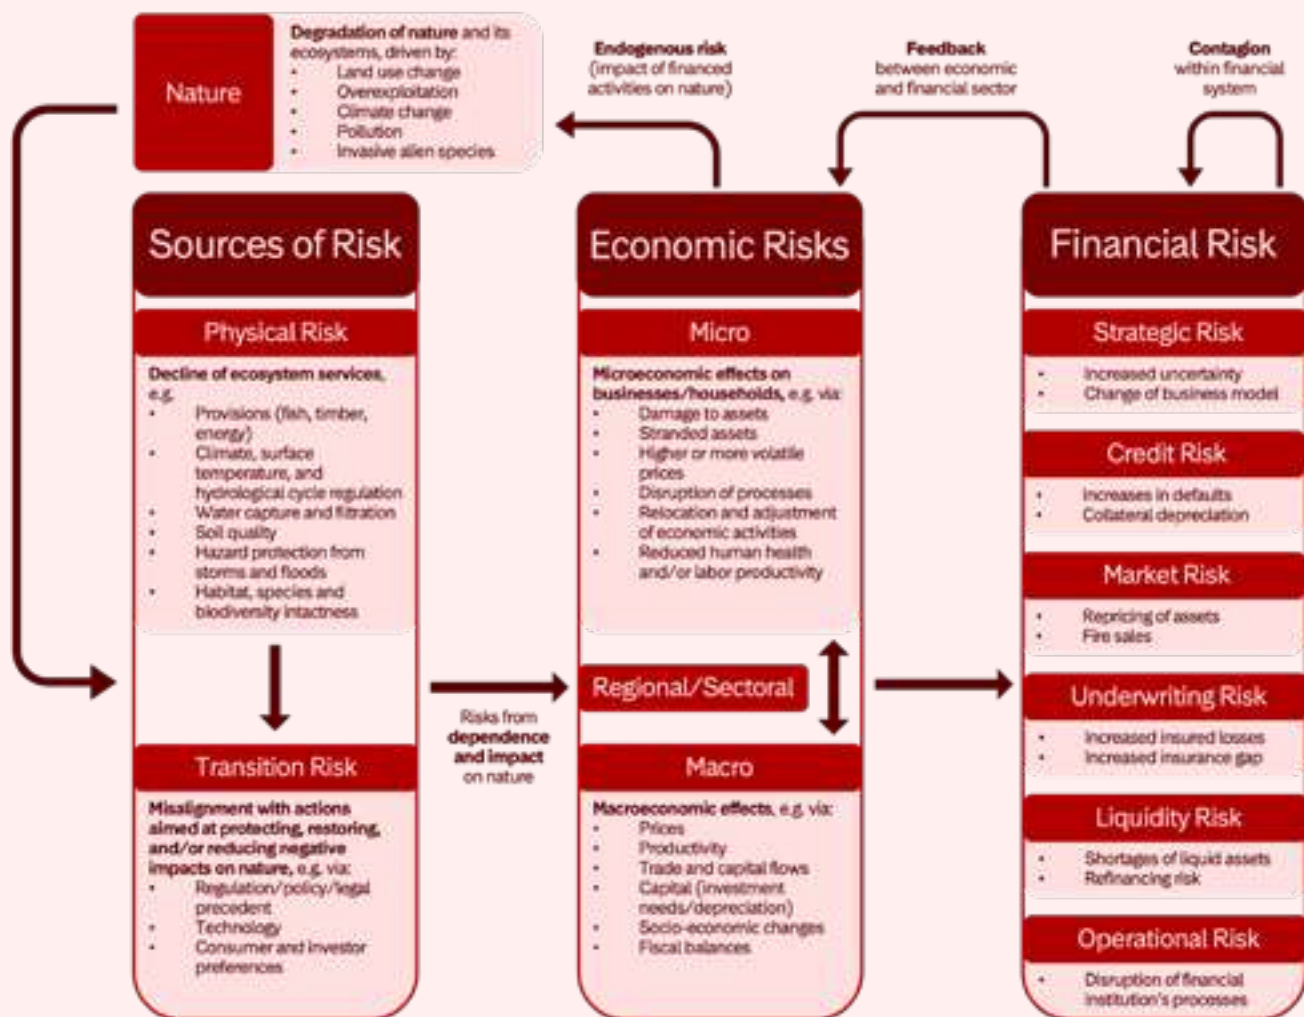 Nature
Degradation of nature and its
ecosystems, driven by:
• Land use change
• Overexploitation
• Climate change
• Pollution
• Invasive alien species
Endogenous risk
(impact of financed
activities on nature)
Feedback
between economic
and financial sector
Contagion
within financial
system
Sources of Risk
Physical Risk
Decline of ecosystem services,
e.g.
• Provisions (fish, timber,
energy)
• Climate, surface
temperature, and
hydrological cycle regulation
• Water capture and filtration
• Soil quality
• Hazard protection from
storms and floods
• Habitat, species and
biodiversity intactness
Transition Risk
Misalignment with actions
aimed at protecting, restoring,
and/or reducing negative
impacts on nature, e.g. via:
• Regulation/policy/legal
precedent
• Technology
• Consumer and investor
preferences
Risks from
dependence
and impact
on nature
Economic Risks
Micro
Microeconomic effects on
businesses/households, e.g. via:
• Damage to assets
• Stranded assets
• Higher or more volatile
prices
• Disruption of processes
• Relocation and adjustment
of economic activities
• Reduced human health
and/or labor productivity
Regional/Sectoral
Macro
Macroeconomic effects, e.g. via:
• Prices
• Productivity
• Trade and capital flows
• Capital (investment
needs/depreciation)
• Socio-economic changes
• Fiscal balances
Financial Risk
Strategic Risk
• Increased uncertainty
• Change of business model
Credit Risk
• Increases in defaults
• Collateral depreciation
Market Risk
• Repricing of assets
• Fire sales
Underwriting Risk
• Increased insured losses
• Increased insurance gap
Liquidity Risk
• Shortages of liquid assets
• Refinancing risk
Operational Risk
• Disruption of financial
institution's processes